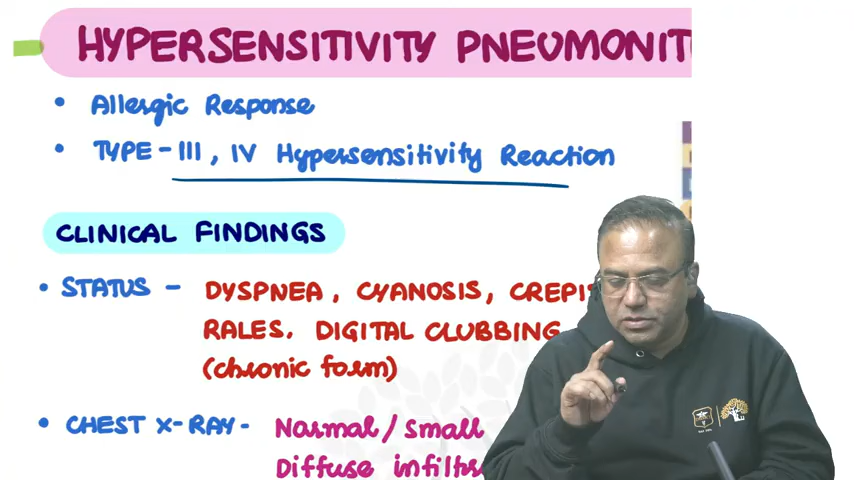 HYPERSENSITIVITY PNEUMONIT
• Allergic Response
• TYPE-III, IV Hypersensitivity Reaction
CLINICAL FINDINGS
• STATUS - DYSPNEA, CYANOSIS, CREPIT
RALES. DIGITAL CLUBBING
(chronic form)
• CHEST X-RAY - Normal / Small
Diffuse infiltr